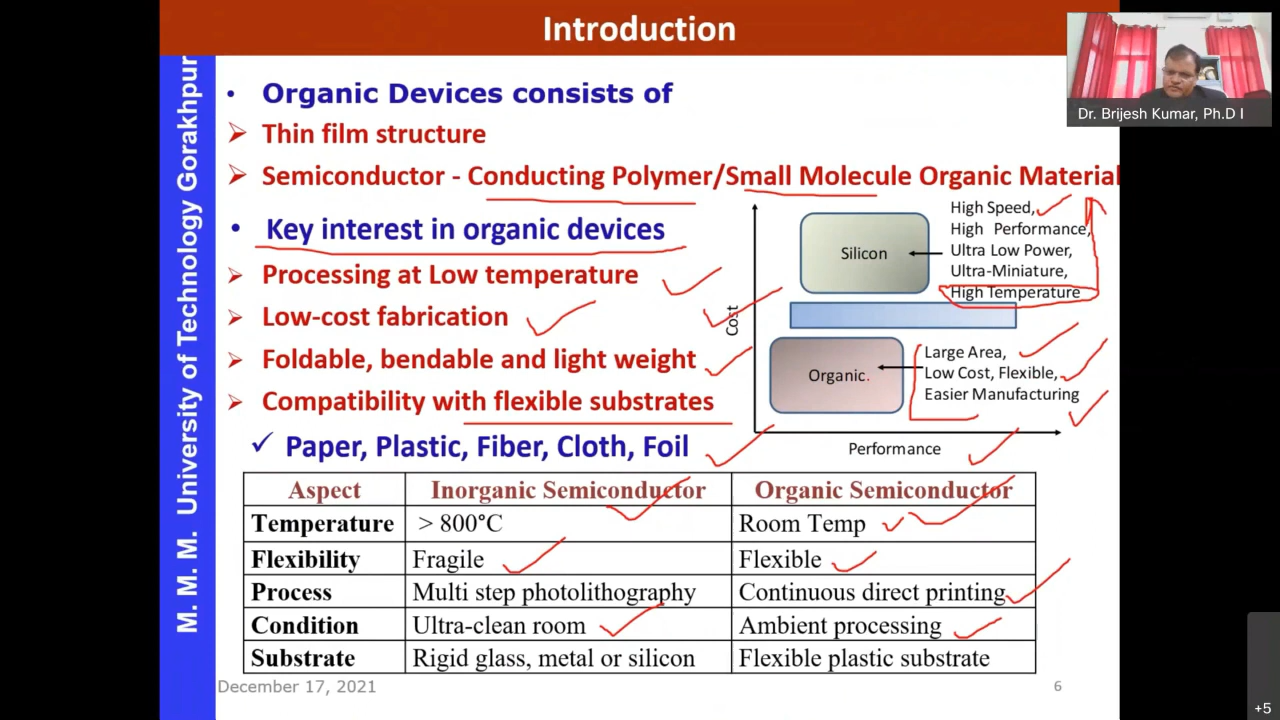 Introduction
Dr. Brijesh Kumar, Ph.D I
M. M. M. University of Technology Gorakhpur
• Organic Devices consists of
➢ Thin film structure
➢ Semiconductor - Conducting Polymer/Small Molecule Organic Material
• Key interest in organic devices
➢ Processing at Low temperature
➢ Low-cost fabrication
➢ Foldable, bendable and light weight
➢ Compatibility with flexible substrates
✓ Paper, Plastic, Fiber, Cloth, Foil
Cost
Silicon
High Speed,
High Performance,
Ultra Low Power,
Ultra-Miniature,
High Temperature
Organic.
Large Area,
Low Cost, Flexible,
Easier Manufacturing
Performance
Aspect Inorganic Semiconductor Organic Semiconductor
Temperature > 800°C Room Temp
Flexibility Fragile Flexible
Process Multi step photolithography Continuous direct printing
Condition Ultra-clean room Ambient processing
Substrate Rigid glass, metal or silicon Flexible plastic substrate
December 17, 2021
6
+5